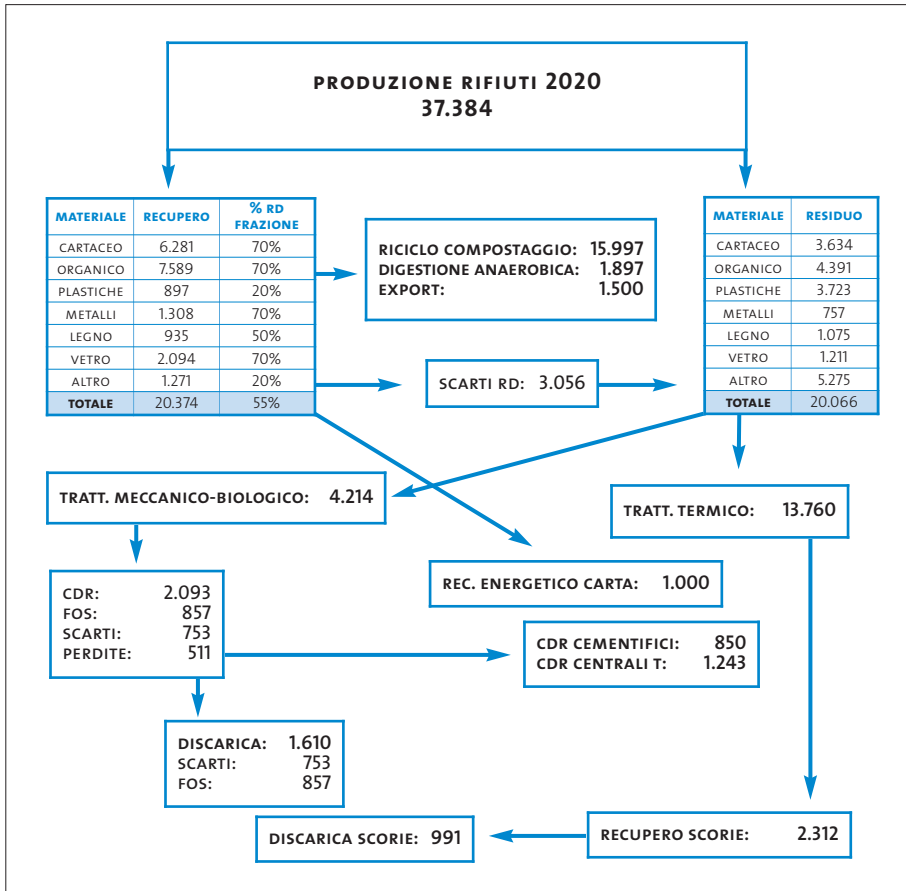 PRODUZIONE RIFIUTI 2020
37.384
MATERIALE RECUPERO % RD FRAZIONE
CARTACEO 6.281 70%
ORGANICO 7.589 70%
PLASTICHE 897 20%
METALLI 1.308 70%
LEGNO 935 50%
VETRO 2.094 70%
ALTRO 1.271 20%
TOTALE 20.374 55%
RICICLO COMPOSTAGGIO: 15.997
DIGESTIONE ANAEROBICA: 1.897
EXPORT: 1.500
SCARTI RD: 3.056
MATERIALE RESIDUO
CARTACEO 3.634
ORGANICO 4.391
PLASTICHE 3.723
METALLI 757
LEGNO 1.075
VETRO 1.211
ALTRO 5.275
TOTALE 20.066
TRATT. MECCANICO-BIOLOGICO: 4.214
TRATT. TERMICO: 13.760
CDR: 2.093
FOS: 857
SCARTI: 753
PERDITE: 511
REC. ENERGETICO CARTA: 1.000
CDR CEMENTIFICI: 850
CDR CENTRALI T: 1.243
DISCARICA: 1.610
SCARTI: 753
FOS: 857
DISCARICA SCORIE: 991
RECUPERO SCORIE: 2.312